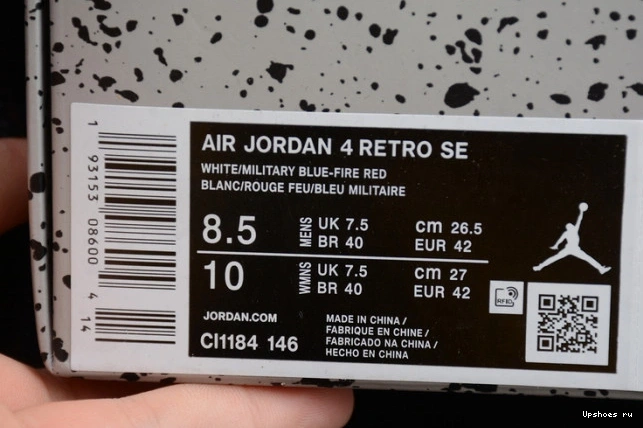 AIR JORDAN 4 RETRO SE
WHITE/MILITARY BLUE-FIRE RED
BLANC/ROUGE FEU/BLEU MILITAIRE
8.5 MENS UK 7.5 cm 26.5
BR 40 EUR 42
10 WMNS UK 7.5 cm 27
BR 40 EUR 42
RFID
JORDAN.COM
CI1184 146
MADE IN CHINA /
FABRIQUE EN CHINE /
FABRICADO NA CHINA /
HECHO EN CHINA
1 93153 08600 4 14
Upshoes ru